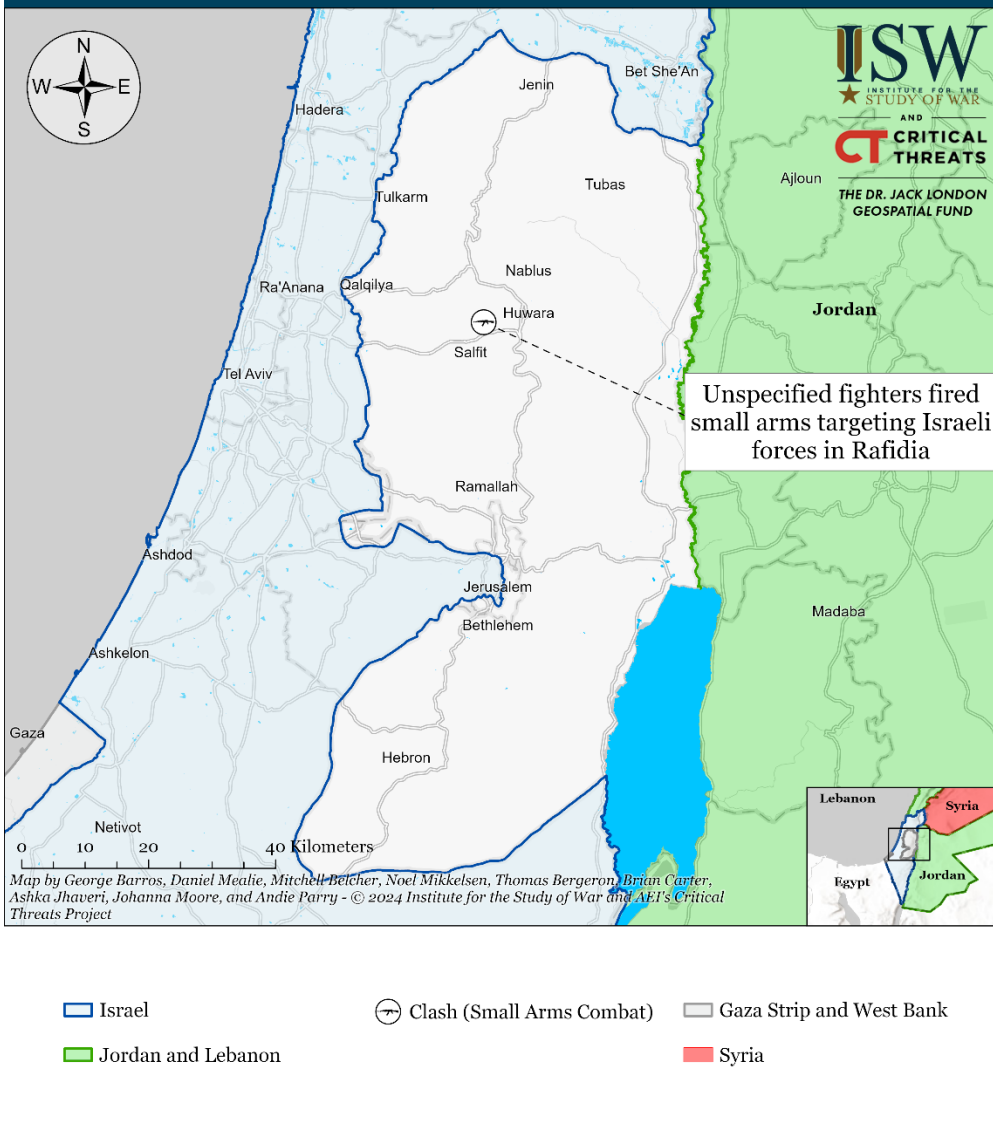 N
W
E
S
ISW
INSTITUTE FOR THE
STUDY OF WAR
AND
CT CRITICAL
THREATS
THE DR. JACK LONDON
GEOSPATIAL FUND
Bet She'An
Jenin
Hadera
Ajloun
Tubas
Tulkarm
Nablus
Ra'Anana
Qalqilya
Jordan
Huwara
Salfit
Tel Aviv
Unspecified fighters fired
small arms targeting Israeli
forces in Rafidia
Ramallah
Ashdod
Jerusalem
Madaba
Bethlehem
Ashkelon
Gaza
Hebron
Netivot
0 10 20 40 Kilometers
Lebanon
Syria
Egypt
Jordan
Map by George Barros, Daniel Mealie, Mitchell Belcher, Noel Mikkelsen, Thomas Bergeron, Brian Carter,
Ashka Jhaveri, Johanna Moore, and Andie Parry - © 2024 Institute for the Study of War and AEI's Critical
Threats Project
Israel
Clash (Small Arms Combat)
Gaza Strip and West Bank
Jordan and Lebanon
Syria